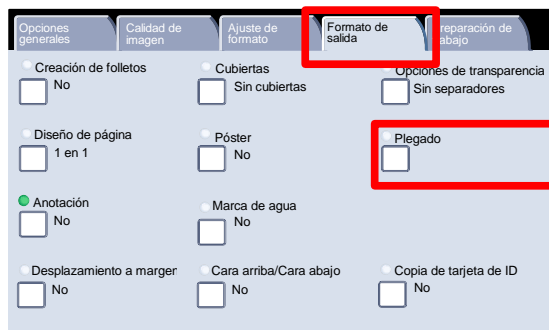 Opciones
generales
Calidad de
imagen
Ajuste de
formato
Formato de
salida
reparación de
abajo
Creación de folletos
No
Cubiertas
Sin cubiertas
Opciones de transparencia
Sin separadores
Diseño de página
1 en 1
Póster
No
Plegado
Anotación
No
Marca de agua
No
Desplazamiento a marger
No
Cara arriba/Cara abajo
No
Copia de tarjeta de ID
No